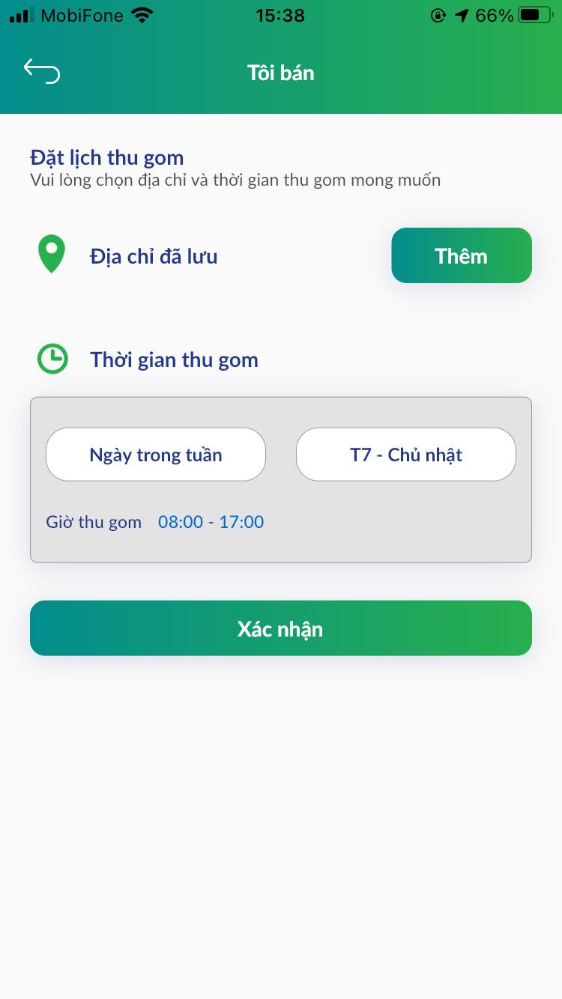 MobiFone 15:38 66%
Tôi bán
Đặt lịch thu gom
Vui lòng chọn địa chỉ và thời gian thu gom mong muốn
Địa chỉ đã lưu Thêm
Thời gian thu gom
Ngày trong tuần T7 - Chủ nhật
Giờ thu gom 08:00 - 17:00
Xác nhận